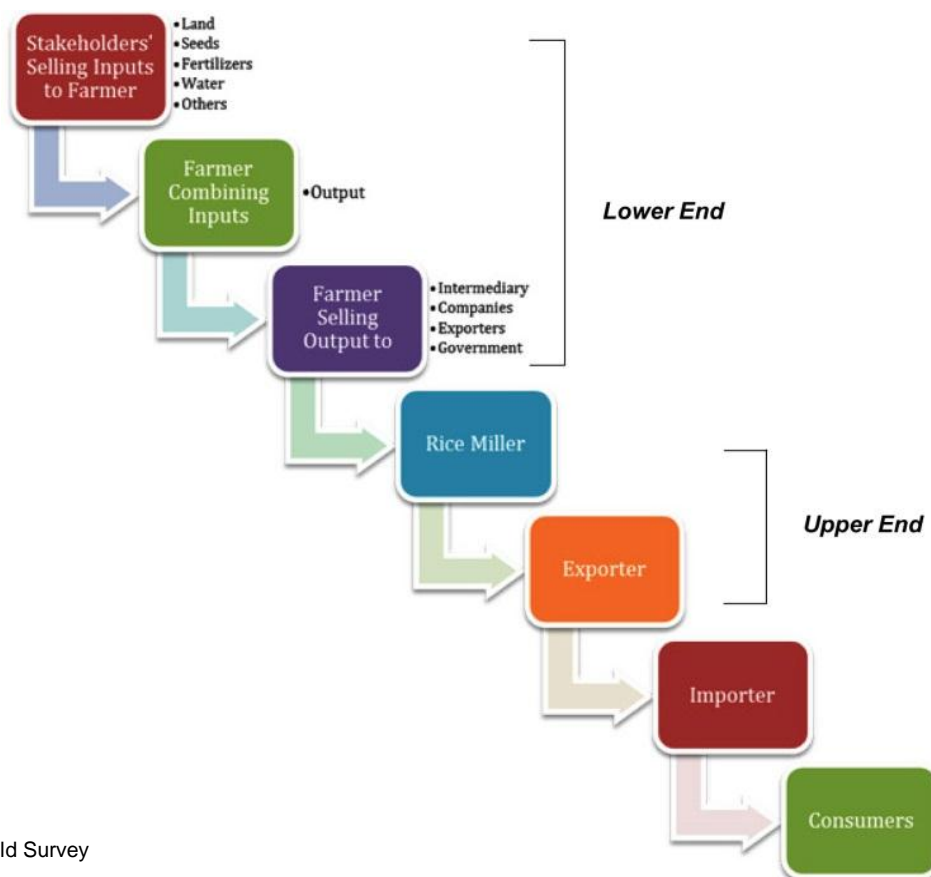 Stakeholders'
Selling Inputs
to Farmer
•Land
•Seeds
•Fertilizers
•Water
•Others
Farmer
Combining
Inputs
•Output
Lower End
Farmer
Selling
Output to
•Intermediary
•Companies
•Exporters
•Government
Rice Miller
Upper End
Exporter
Importer
Consumers
ld Survey